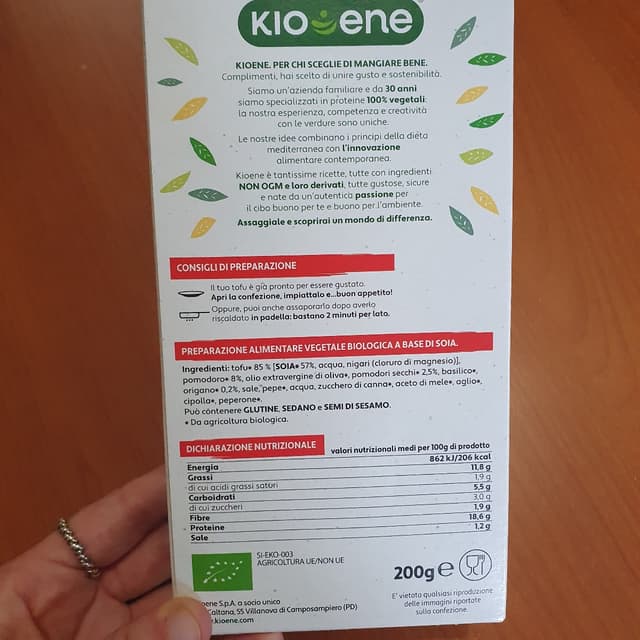 KIOENE
KIOENE. PER CHI SCEGLIE DI MANGIARE BENE.
Complimenti, hai scelto di unire gusto e sostenibilità.
Siamo un'azienda familiare e da 30 anni
siamo specializzati in proteine 100% vegetali:
la nostra esperienza, competenza e creatività
con le verdure sono uniche.
Le nostre idee combinano i principi della dieta
mediterranea con l'innovazione
alimentare contemporanea.
Kioene è tantissime ricette, tutte con ingredienti
NON OGM e loro derivati, tutte gustose, sicure
e nate da un'autentica passione per
il cibo buono per te e buono per l'ambiente.
Assaggiale e scoprirai un mondo di differenza.
CONSIGLI DI PREPARAZIONE
Il tuo tofu è già pronto per essere gustato.
Apri la confezione, impiattalo e...buon appetito!
Oppure, puoi anche assaporarlo dopo averlo
riscaldato in padella: bastano 2 minuti per lato.
PREPARAZIONE ALIMENTARE VEGETALE BIOLOGICA A BASE DI SOIA.
Ingredienti: tofu• 85 % [SOIA• 57%, acqua, nigari (cloruro di magnesio)],
pomodoro• 8%, olio extravergine di oliva•, pomodori secchi• 2,5%, basilico•,
origano• 0,2%, sale, pepe•, acqua, zucchero di canna•, aceto di mele•, aglio•,
cipolla•, peperone•.
Può contenere GLUTINE, SEDANO e SEMI DI SESAMO.
• Da agricoltura biologica.
DICHIARAZIONE NUTRIZIONALE valori nutrizionali medi per 100g di prodotto
Energia 862 kJ/206 kcal
Grassi 11,8 g
di cui acidi grassi saturi 1,9 g
Carboidrati 5,5 g
di cui zuccheri 3,0 g
Fibre 1,9 g
Proteine 18,6 g
Sale 1,2 g
SI-EKO-003
AGRICOLTURA UE/NON UE
200g e
oene S.p.A. a socio unico
Caltana, 55 Villanova di Camposampiero (PD)
.kioene.com
E' vietata qualsiasi riproduzione
delle immagini riportate
sulla confezione.